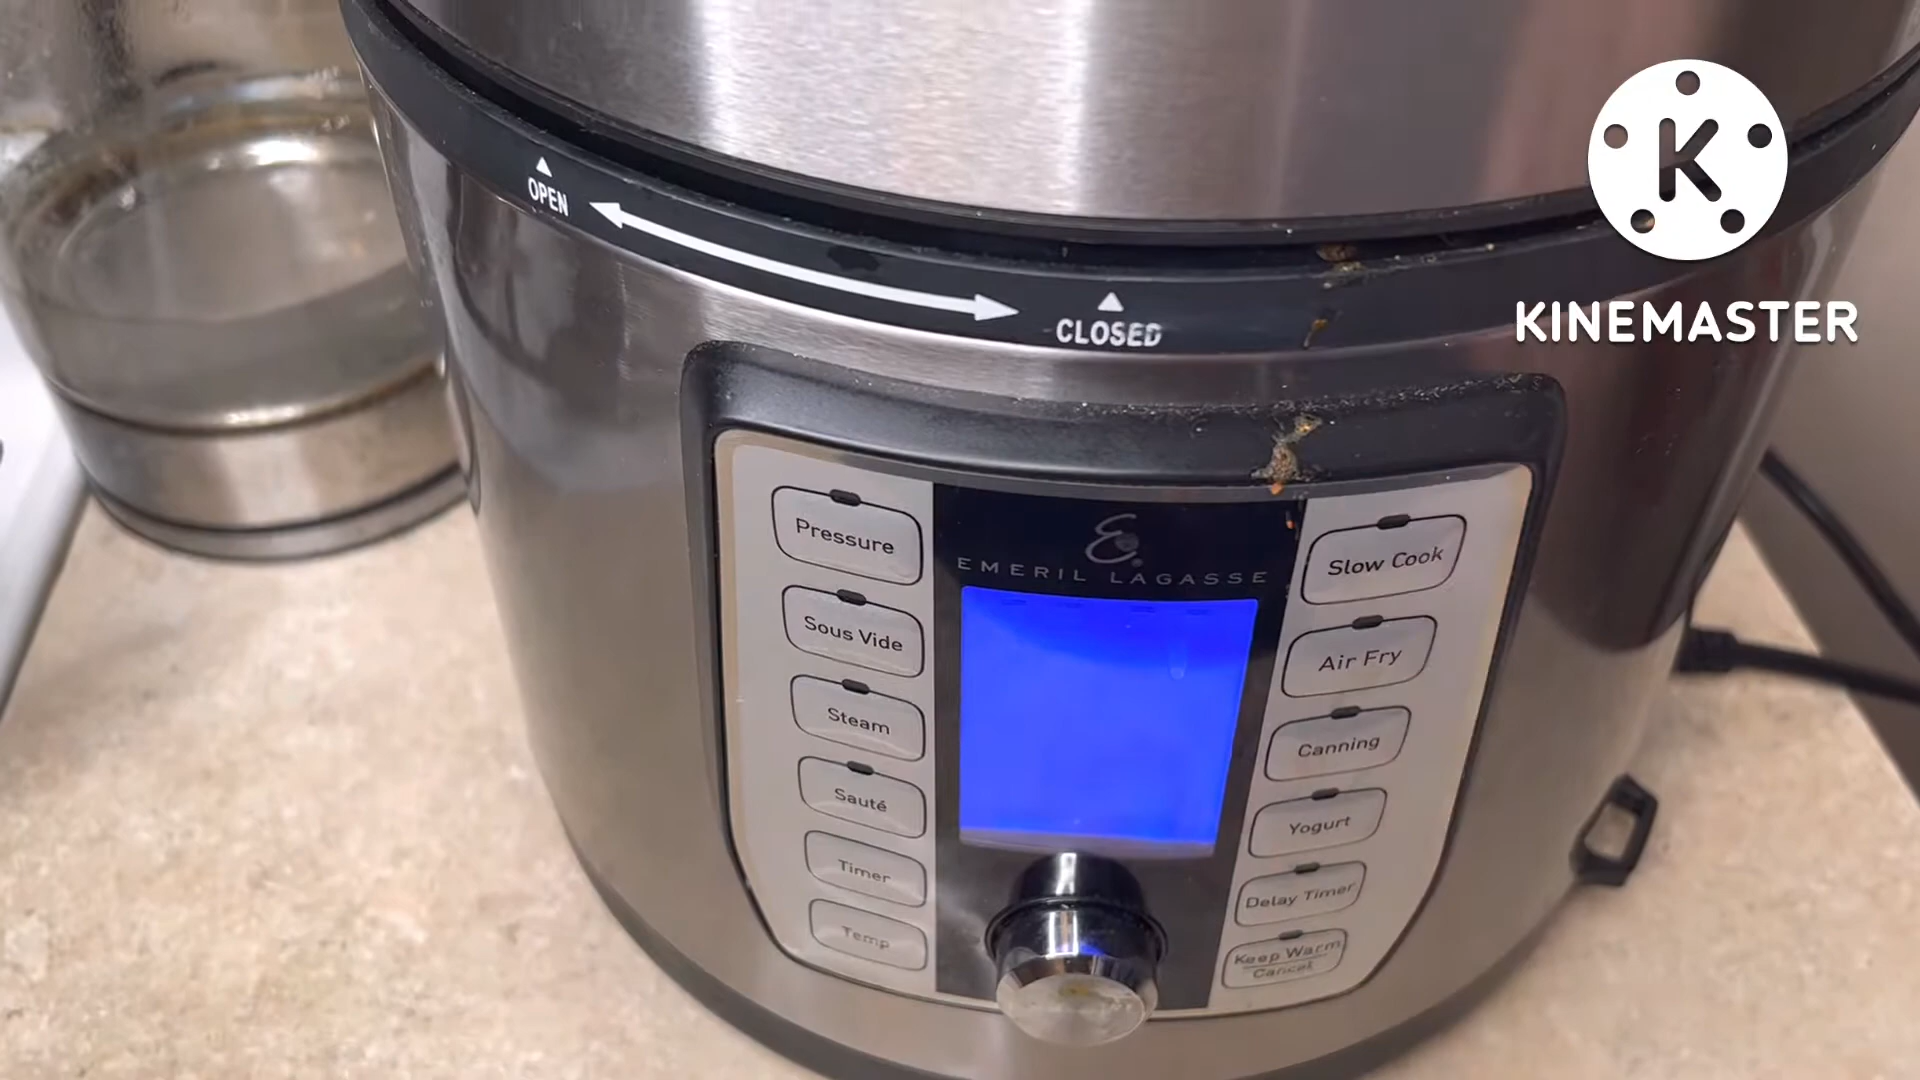 OPEN
CLOSED
K
KINEMASTER
Pressure
Sous Vide
Steam
Sauté
Timer
Temp
E
EMERIL LAGASSE
Slow Cook
Air Fry
Canning
Yogurt
Delay Timer
Keep Warm
Cancel